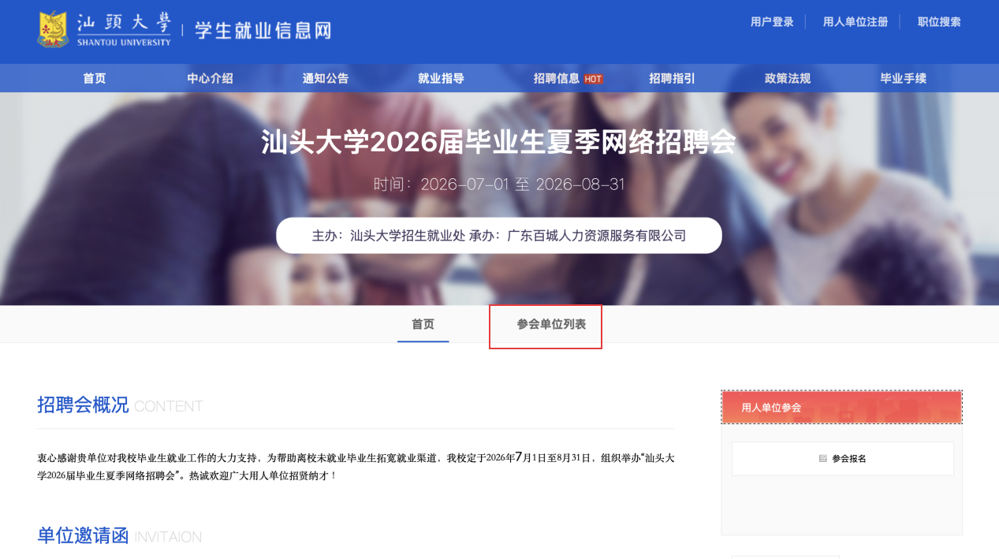 汕頭大學
SHANTOU UNIVERSITY
学生就业信息网
用户登录
用人单位注册
职位搜索
首页
中心介绍
通知公告
就业指导
招聘信息 HOT
招聘指引
政策法规
毕业手续
汕头大学2026届毕业生夏季网络招聘会
时间：2026-07-01 至 2026-08-31
主办：汕头大学招生就业处 承办：广东百城人力资源服务有限公司
首页
参会单位列表
招聘会概况 CONTENT
衷心感谢贵单位对我校毕业生就业工作的大力支持，为帮助离校未就业毕业生拓宽就业渠道，我校定于2026年7月1日至8月31日，组织举办“汕头大
学2026届毕业生夏季网络招聘会”。热诚欢迎广大用人单位招贤纳才！
单位邀请函 INVITAION
用人单位参会
参会报名